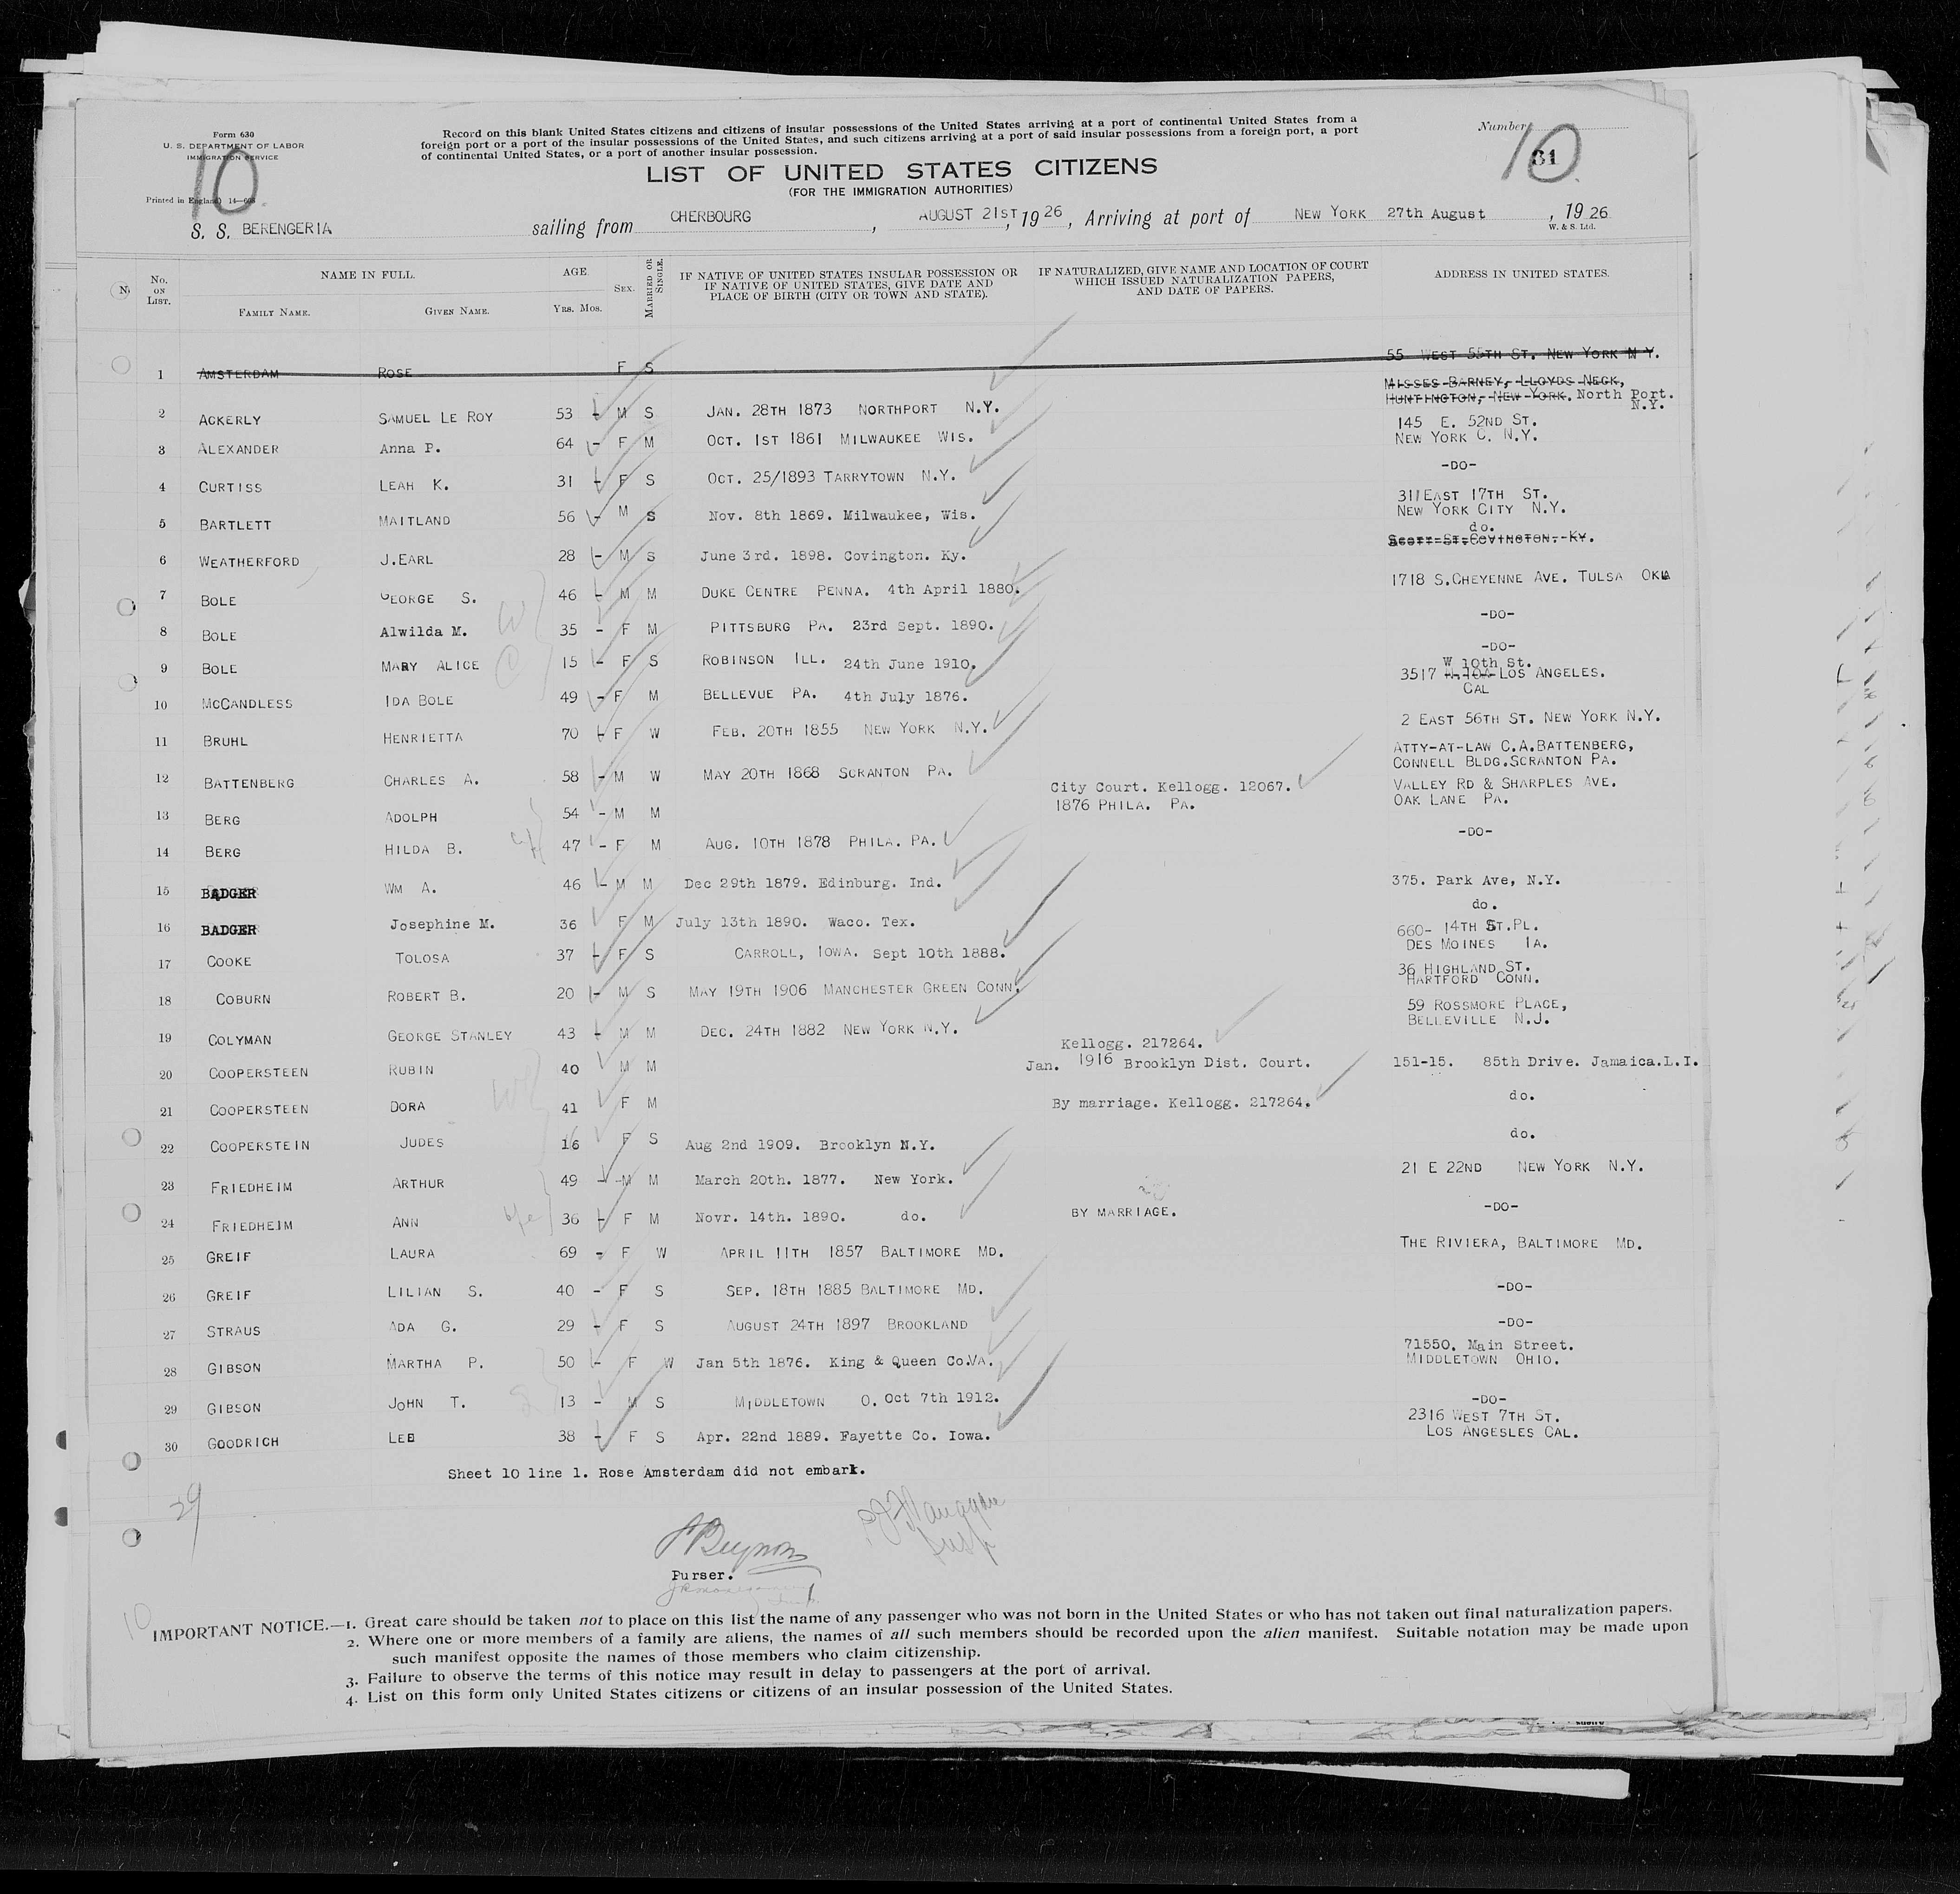 Form 630
U. S. DEPARTMENT OF LABOR
IMMIGRATION SERVICE
Printed in England) 14—608
10
Record on this blank United States citizens and citizens of insular possessions of the United States arriving at a port of continental United States from a
foreign port or a port of the insular possessions of the United States, and such citizens arriving at a port of said insular possessions from a foreign port, a port
of continental United States, or a port of another insular possession.
Number
10
81
LIST OF UNITED STATES CITIZENS
(FOR THE IMMIGRATION AUTHORITIES)
S. S. BERENGERIA sailing from CHERBOURG, AUGUST 21ST, 1926, Arriving at port of NEW YORK 27th August, 1926
W. & S. Ltd.
No. ON LIST. NAME IN FULL. FAMILY NAME. GIVEN NAME. AGE. YRS. MOS. SEX. MARRIED OR SINGLE. IF NATIVE OF UNITED STATES INSULAR POSSESSION OR IF NATIVE OF UNITED STATES, GIVE DATE AND PLACE OF BIRTH (CITY OR TOWN AND STATE). IF NATURALIZED, GIVE NAME AND LOCATION OF COURT WHICH ISSUED NATURALIZATION PAPERS, AND DATE OF PAPERS. ADDRESS IN UNITED STATES.
1 AMSTERDAM ROSE F S 55 WEST 55TH ST. NEW YORK N Y.
MISSES BARNEY, LLOYDS NECK,
HUNTINGTON, NEW YORK. North Port. N.Y.
2 ACKERLY SAMUEL LE ROY 53 - M S JAN. 28TH 1873 NORTHPORT N.Y.
145 E. 52ND ST.
NEW YORK C. N.Y.
3 ALEXANDER Anna P. 64 - F M OCT. 1ST 1861 MILWAUKEE WIS.
4 CURTISS LEAH K. 31 - F S OCT. 25/1893 TARRYTOWN N.Y. -DO-
311 EAST 17TH ST.
NEW YORK CITY N.Y.
5 BARTLETT MAITLAND 56 - M S Nov. 8th 1869. Milwaukee, Wis.
do.
Scott St. COVINGTON. KY.
6 WEATHERFORD J.EARL 28 - M S June 3rd. 1898. Covington. Ky.
7 BOLE GEORGE S. 46 - M M DUKE CENTRE PENNA. 4th April 1880. 1718 S.CHEYENNE AVE. TULSA OKLA
8 BOLE Alwilda M. 35 - F M PITTSBURG PA. 23rd Sept. 1890. -DO-
9 BOLE MARY ALICE 15 - F S ROBINSON ILL. 24th June 1910. -DO-
W 10th St.
3517 LOS ANGELES.
CAL
10 McCANDLESS IDA BOLE 49 - F M BELLEVUE PA. 4th July 1876.
11 BRUHL HENRIETTA 70 - F W FEB. 20TH 1855 NEW YORK N.Y. 2 EAST 56TH ST. NEW YORK N.Y.
ATTY-AT-LAW C.A.BATTENBERG,
CONNELL BLDG.SCRANTON PA.
12 BATTENBERG CHARLES A. 58 - M W MAY 20TH 1868 SCRANTON PA.
City Court. Kellogg. 12067. VALLEY RD & SHARPLES AVE.
1876 PHILA. PA. OAK LANE PA.
13 BERG ADOLPH 54 - M M
14 BERG HILDA B. 47 - F M AUG. 10TH 1878 PHILA. PA. -DO-
15 BADGER WM A. 46 - M M Dec 29th 1879. Edinburg. Ind. 375. Park Ave, N.Y.
16 BADGER Josephine M. 36 F M July 13th 1890. Waco. Tex. do.
660- 14TH ST.PL.
DES MOINES IA.
17 COOKE TOLOSA 37 - F S CARROLL, IOWA. Sept 10th 1888.
36 HIGHLAND ST.
HARTFORD CONN.
18 COBURN ROBERT B. 20 - M S MAY 19TH 1906 MANCHESTER GREEN CONN.
59 ROSSMORE PLACE,
BELLEVILLE N.J.
19 COLYMAN GEORGE STANLEY 43 - M M DEC. 24TH 1882 NEW YORK N.Y.
Kellogg. 217264.
20 COOPERSTEEN RUBIN 40 M M Jan. 1916 Brooklyn Dist. Court. 151-15. 85th Drive. Jamaica.L.I.
21 COOPERSTEEN DORA 41 F M By marriage. Kellogg. 217264. do.
22 COOPERSTEIN JUDES 16 F S Aug 2nd 1909. Brooklyn N.Y. do.
23 FRIEDHEIM ARTHUR 49 - M M March 20th. 1877. New York. 21 E 22ND NEW YORK N.Y.
24 FRIEDHEIM ANN 36 - F M Novr. 14th. 1890. do. BY MARRIAGE. -DO-
25 GREIF LAURA 69 - F W APRIL 11TH 1857 BALTIMORE MD. THE RIVIERA, BALTIMORE MD.
26 GREIF LILIAN S. 40 - F S SEP. 18TH 1885 BALTIMORE MD. -DO-
27 STRAUS ADA G. 29 - F S AUGUST 24TH 1897 BROOKLAND -DO-
71550. Main Street.
MIDDLETOWN OHIO.
28 GIBSON MARTHA P. 50 - F W Jan 5th 1876. King & Queen Co.VA.
29 GIBSON JOHN T. 13 - M S MIDDLETOWN O. Oct 7th 1912. -DO-
2316 WEST 7TH ST.
LOS ANGESLES CAL.
30 GOODRICH LEE 38 - F S Apr. 22nd 1889. Fayette Co. Iowa.
Sheet 10 line 1. Rose Amsterdam did not embark.
29
Purser.
10
IMPORTANT NOTICE.—1. Great care should be taken not to place on this list the name of any passenger who was not born in the United States or who has not taken out final naturalization papers.
2. Where one or more members of a family are aliens, the names of all such members should be recorded upon the alien manifest. Suitable notation may be made upon
such manifest opposite the names of those members who claim citizenship.
3. Failure to observe the terms of this notice may result in delay to passengers at the port of arrival.
4. List on this form only United States citizens or citizens of an insular possession of the United States.